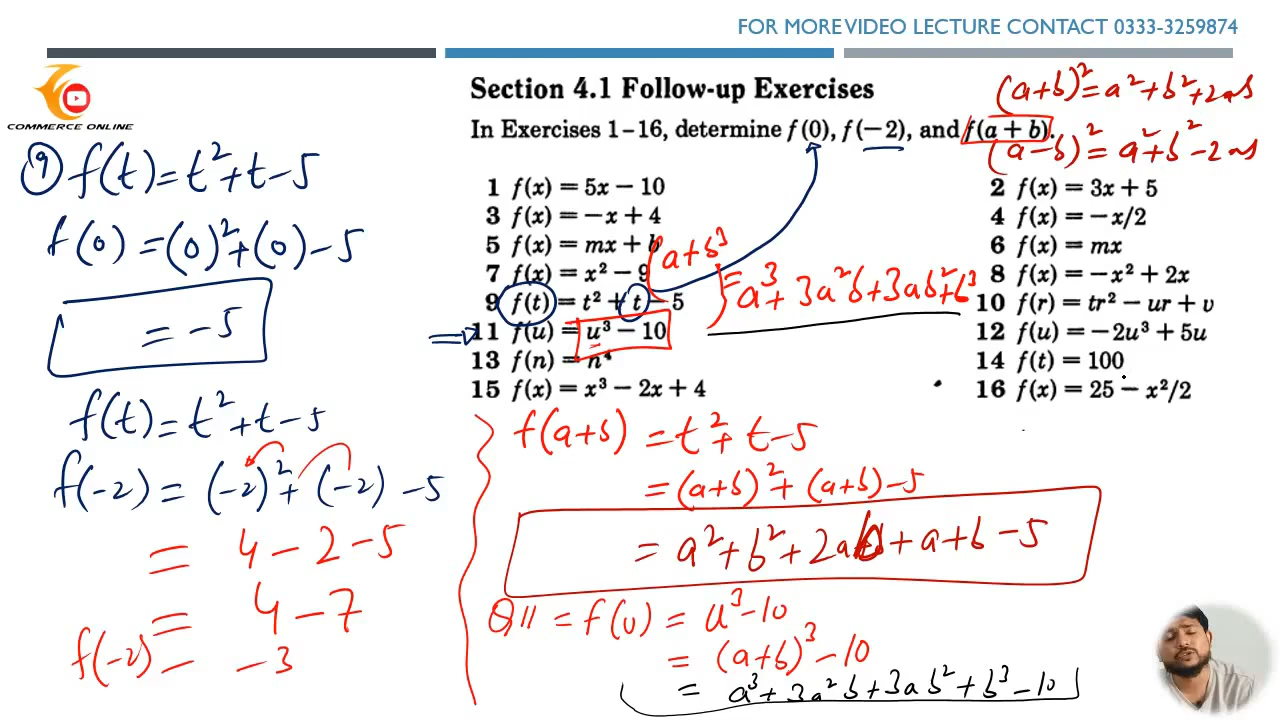 FOR MORE VIDEO LECTURE CONTACT 0333-3259874
COMMERCE ONLINE
Section 4.1 Follow-up Exercises
In Exercises 1–16, determine f(0), f(−2), and f(a + b).
(a+b)² = a²+b²+2ab
(a−b)² = a²+b²−2ab
1 f(x) = 5x − 10
2 f(x) = 3x + 5
3 f(x) = −x + 4
4 f(x) = −x/2
5 f(x) = mx + b
6 f(x) = mx
7 f(x) = x² − 9
8 f(x) = −x² + 2x
9 f(t) = t² + t − 5
10 f(r) = tr² − ur + v
11 f(u) = u³ − 10
12 f(u) = −2u³ + 5u
13 f(n) = n⁴
14 f(t) = 100
15 f(x) = x³ − 2x + 4
16 f(x) = 25 − x²/2
(a+b³
) = a³+3a²b+3ab²+b³
9 f(t) = t²+t−5
f(0) = (0)²+(0)−5
= −5
f(t) = t²+t−5
f(−2) = (−2)²+(−2)−5
= 4−2−5
= 4−7
f(−2) = −3
f(a+b) = t²+t−5
= (a+b)²+(a+b)−5
= a²+b²+2ab+a+b−5
Q11 = f(u) = u³−10
= (a+b)³−10
= a³+3a²b+3ab²+b³−10